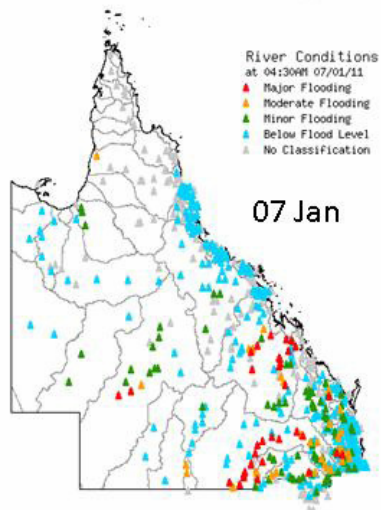 River Conditions
at 04:30AM 07/01/11
Major Flooding
Moderate Flooding
Minor Flooding
Below Flood Level
No Classification
07 Jan